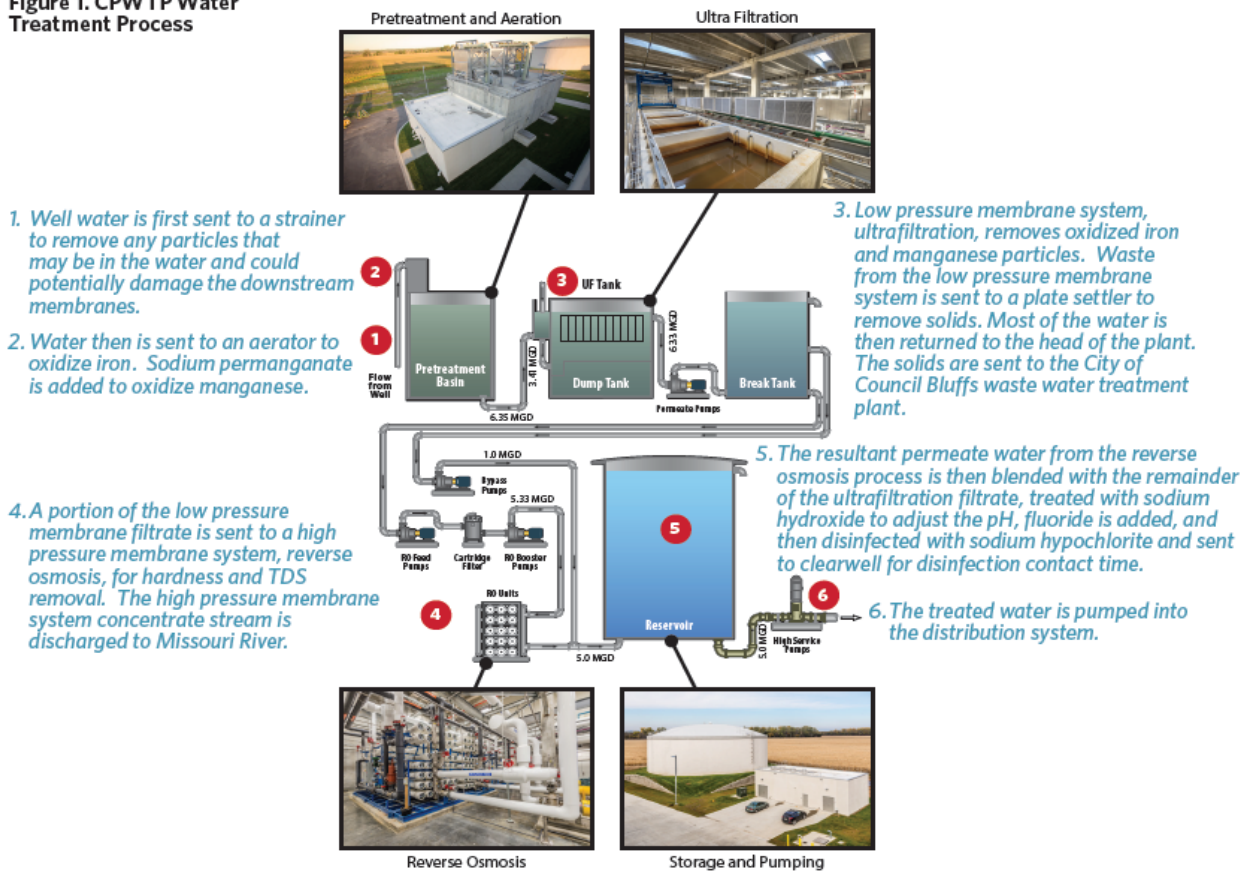 Figure 1. CPWTP Water
Treatment Process
Pretreatment and Aeration
Ultra Filtration
1. Well water is first sent to a strainer
to remove any particles that
may be in the water and could
potentially damage the downstream
membranes.
2. Water then is sent to an aerator to
oxidize iron. Sodium permanganate
is added to oxidize manganese.
3. Low pressure membrane system,
ultrafiltration, removes oxidized iron
and manganese particles. Waste
from the low pressure membrane
system is sent to a plate settler to
remove solids. Most of the water is
then returned to the head of the plant.
The solids are sent to the City of
Council Bluffs waste water treatment
plant.
2
1
Flow
from
Well
Pretreatment
Basin
6.35 MGD
3.41 MGD
3
UF Tank
Dump Tank
6.33 MGD
Permeate Pumps
Break Tank
1.0 MGD
Bypass
Pumps
5.33 MGD
RO Feed
Pumps
Cartridge
Filter
RO Booster
Pumps
4
RO Units
5.0 MGD
5
Reservoir
5.0 MGD
6
High Service
Pumps
4. A portion of the low pressure
membrane filtrate is sent to a high
pressure membrane system, reverse
osmosis, for hardness and TDS
removal. The high pressure membrane
system concentrate stream is
discharged to Missouri River.
5. The resultant permeate water from the reverse
osmosis process is then blended with the remainder
of the ultrafiltration filtrate, treated with sodium
hydroxide to adjust the pH, fluoride is added, and
then disinfected with sodium hypochlorite and sent
to clearwell for disinfection contact time.
6. The treated water is pumped into
the distribution system.
Reverse Osmosis
Storage and Pumping